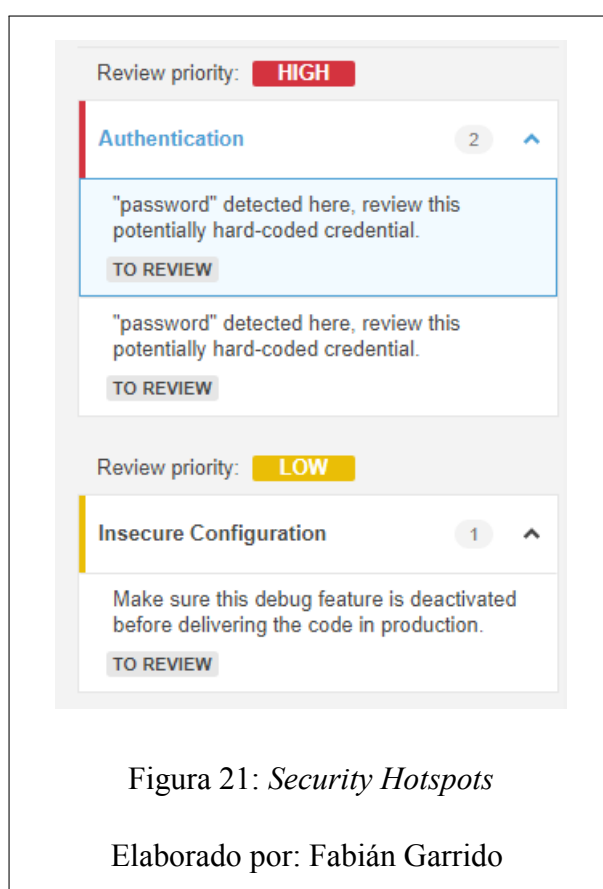 Review priority: HIGH
Authentication 2
"password" detected here, review this
potentially hard-coded credential.
TO REVIEW
"password" detected here, review this
potentially hard-coded credential.
TO REVIEW
Review priority: LOW
Insecure Configuration 1
Make sure this debug feature is deactivated
before delivering the code in production.
TO REVIEW
Figura 21: Security Hotspots
Elaborado por: Fabián Garrido